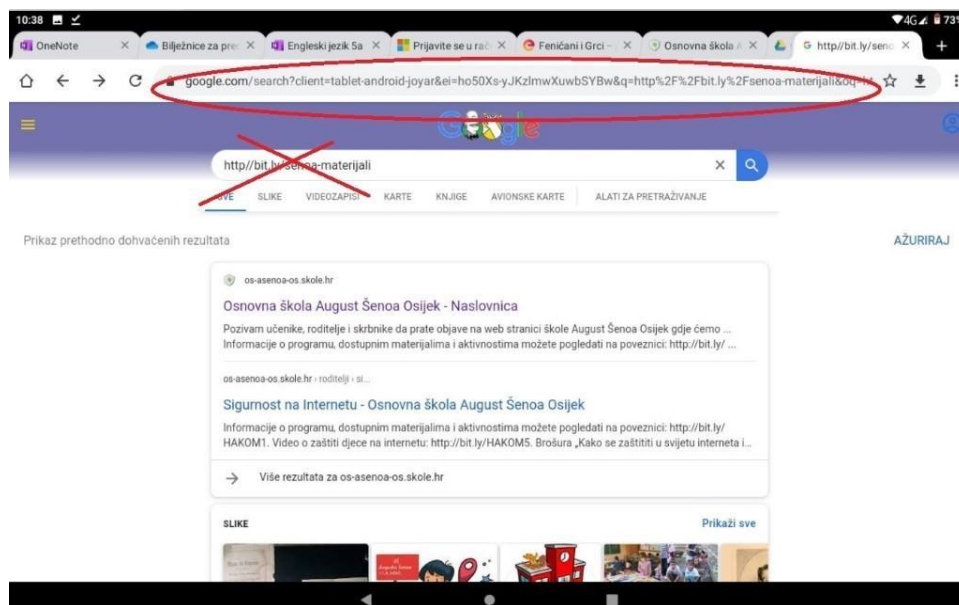 10:38
4G 73%
OneNote
Bilježnice za pre
Engleski jezik 5a
Prijavite se u rač
Feničani i Grci -
Osnovna škola A
http//bit.ly/seno
google.com/search?client=tablet-android-joyar&ei=ho50Xs-yJKzlmwXuwbSYBw&q=http%2F%2Fbit.ly%2Fsenoa-materijali&oq=ht
Google
http//bit.ly/senoa-materijali
SVE SLIKE VIDEOZAPISI KARTE KNJIGE AVIONSKE KARTE ALATI ZA PRETRAŽIVANJE
Prikaz prethodno dohvaćenih rezultata
AŽURIRAJ
os-asenoa-os.skole.hr
Osnovna škola August Šenoa Osijek - Naslovnica
Pozivam učenike, roditelje i skrbnike da prate objave na web stranici škole August Šenoa Osijek gdje ćemo ...
Informacije o programu, dostupnim materijalima i aktivnostima možete pogledati na poveznici: http://bit.ly/ ...
os-asenoa-os.skole.hr › roditelji › si...
Sigurnost na Internetu - Osnovna škola August Šenoa Osijek
Informacije o programu, dostupnim materijalima i aktivnostima možete pogledati na poveznici: http://bit.ly/
HAKOM1. Video o zaštiti djece na internetu: http://bit.ly/HAKOM5. Brošura „Kako se zaštititi u svijetu interneta i...
Više rezultata za os-asenoa-os.skole.hr
SLIKE
Prikaži sve